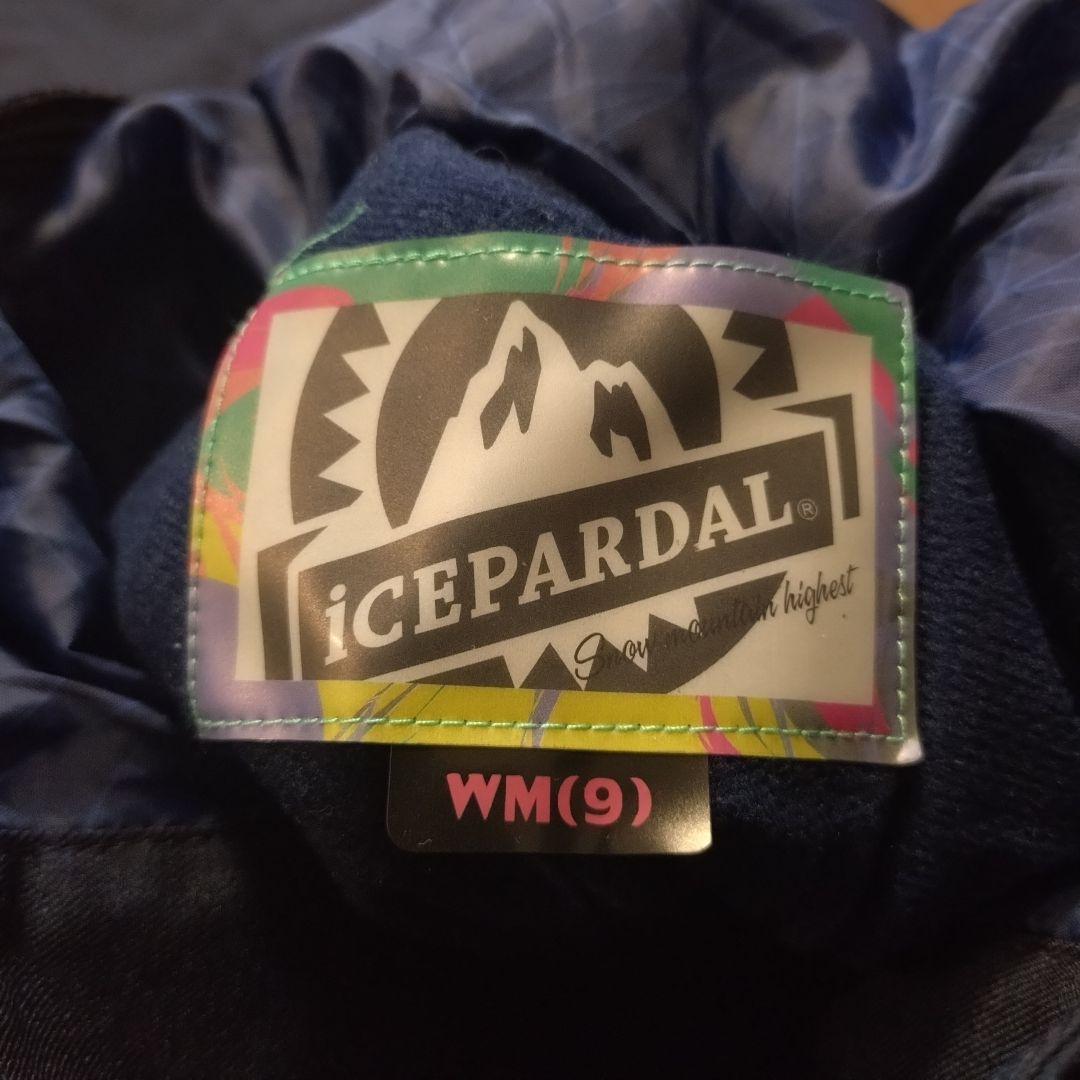 iCEPARDAL®
Snow mountain highest
WM(9)